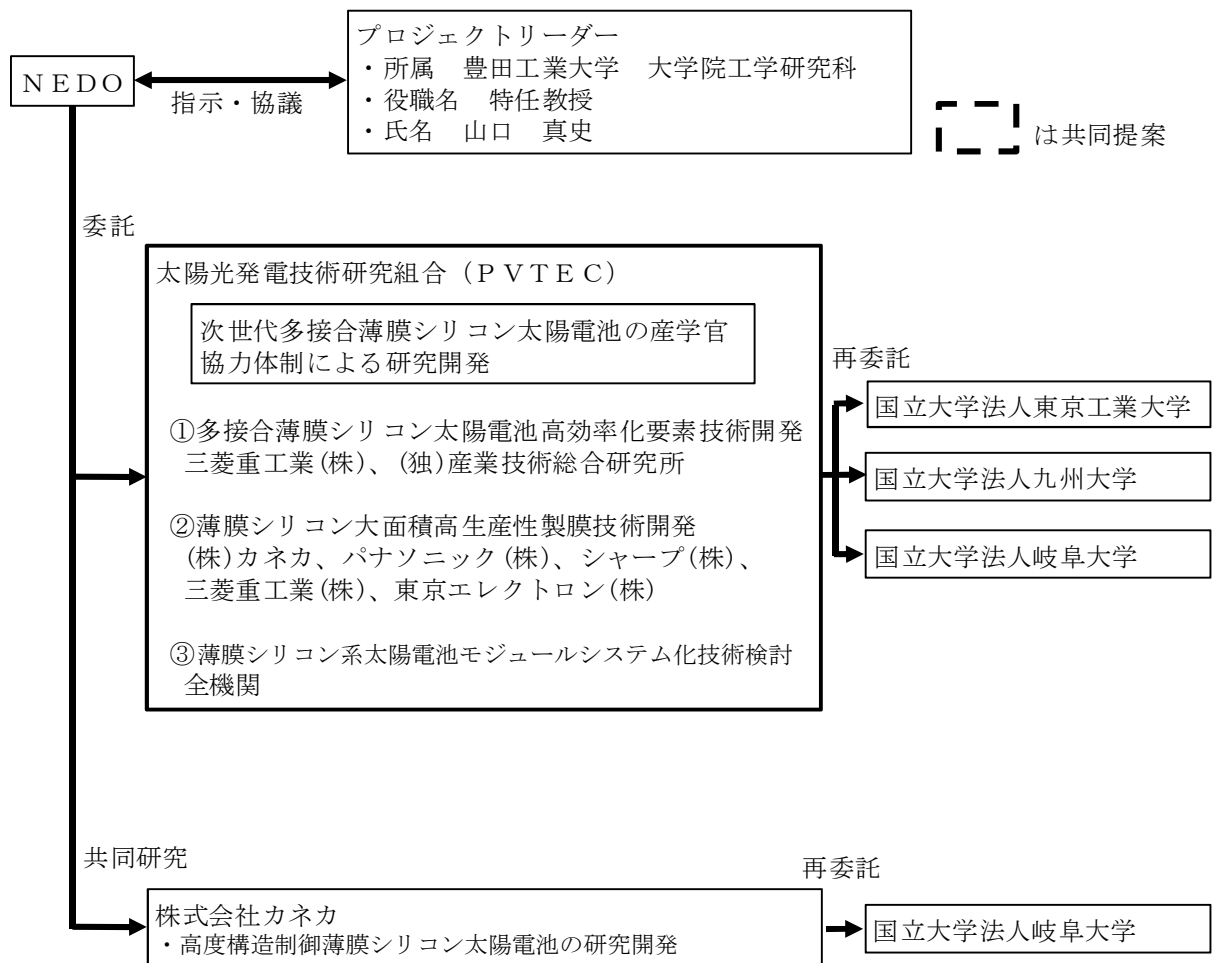 プロジェクトリーダー
・所属　豊田工業大学　大学院工学研究科
・役職名　特任教授
・氏名　山口　真史
ＮＥＤＯ
指示・協議
は共同提案
委託
太陽光発電技術研究組合（ＰＶＴＥＣ）
次世代多接合薄膜シリコン太陽電池の産学官
協力体制による研究開発
①多接合薄膜シリコン太陽電池高効率化要素技術開発
三菱重工業(株)、(独)産業技術総合研究所
②薄膜シリコン大面積高生産性製膜技術開発
(株)カネカ、パナソニック(株)、シャープ(株)、
三菱重工業(株)、東京エレクトロン(株)
③薄膜シリコン系太陽電池モジュールシステム化技術検討
全機関
再委託
国立大学法人東京工業大学
国立大学法人九州大学
国立大学法人岐阜大学
共同研究
株式会社カネカ
・高度構造制御薄膜シリコン太陽電池の研究開発
再委託
国立大学法人岐阜大学